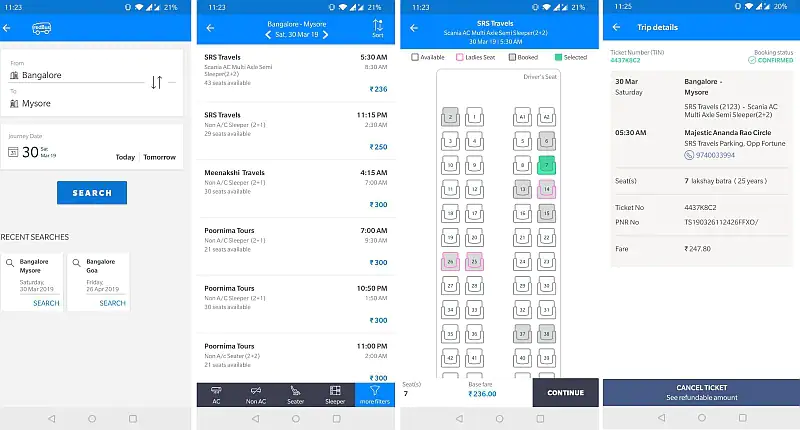 11:23
21%
redBus
From
Bangalore
To
Mysore
Journey Date
30 Sat
Mar 19
Today Tomorrow
SEARCH
RECENT SEARCHES
Bangalore
Mysore
Saturday,
30 Mar 2019
SEARCH
Bangalore
Goa
Friday,
26 Apr 2019
SEARCH
11:23
21%
Bangalore - Mysore
Sat, 30 Mar 19
Sort
SRS Travels 5:30 AM
Scania AC Multi Axle Semi 8:30 AM
Sleeper(2+2)
43 seats available ₹236
SRS Travels 11:15 PM
Non A/C Sleeper (2+1) 2:30 AM
29 seats available
₹250
Meenakshi Travels 4:15 AM
Non A/C Sleeper (2+1) 7:00 AM
30 seats available
₹300
Poornima Tours 7:00 AM
Non A/C Sleeper (2+1) 9:30 AM
21 seats available
₹300
Poornima Tours 10:50 PM
Non A/C Sleeper (2+1) 1:50 AM
30 seats available
₹300
Poornima Tours 11:00 PM
Non A/c Seater (2+2) 2:00 AM
21 seats available
₹300
AC Non AC Seater Sleeper more filters
11:23
21%
SRS Travels
Scania AC Multi Axle Semi Sleeper(2+2)
30 Mar 19 | 5:30 AM
Available Ladies Seat Booked Selected
Driver's Seat
2 1 A1 A2
3 4 5 6
10 9 8 7
11 12 13 14
18 17 16 15
19 20 21 22
26 25 24 23
27 28 29 30
34 33 32 31
35 36 37 38
42 41 40 39
Seat(s) Base fare
7 ₹236.00
CONTINUE
11:25
20%
Trip details
Ticket Number (TIN) Booking status
4437K8C2 CONFIRMED
30 Mar Bangalore -
Saturday Mysore
SRS Travels (2123) - Scania AC
Multi Axle Semi Sleeper(2+2)
05:30 AM Majestic Ananda Rao Circle
SRS Travels Parking, Opp Fortune
9740033994
Seat(s) 7 lakshay batra ( 25 years )
Ticket No 4437K8C2
PNR No TS190326112426FFXO/
Fare ₹ 247.80
CANCEL TICKET
See refundable amount